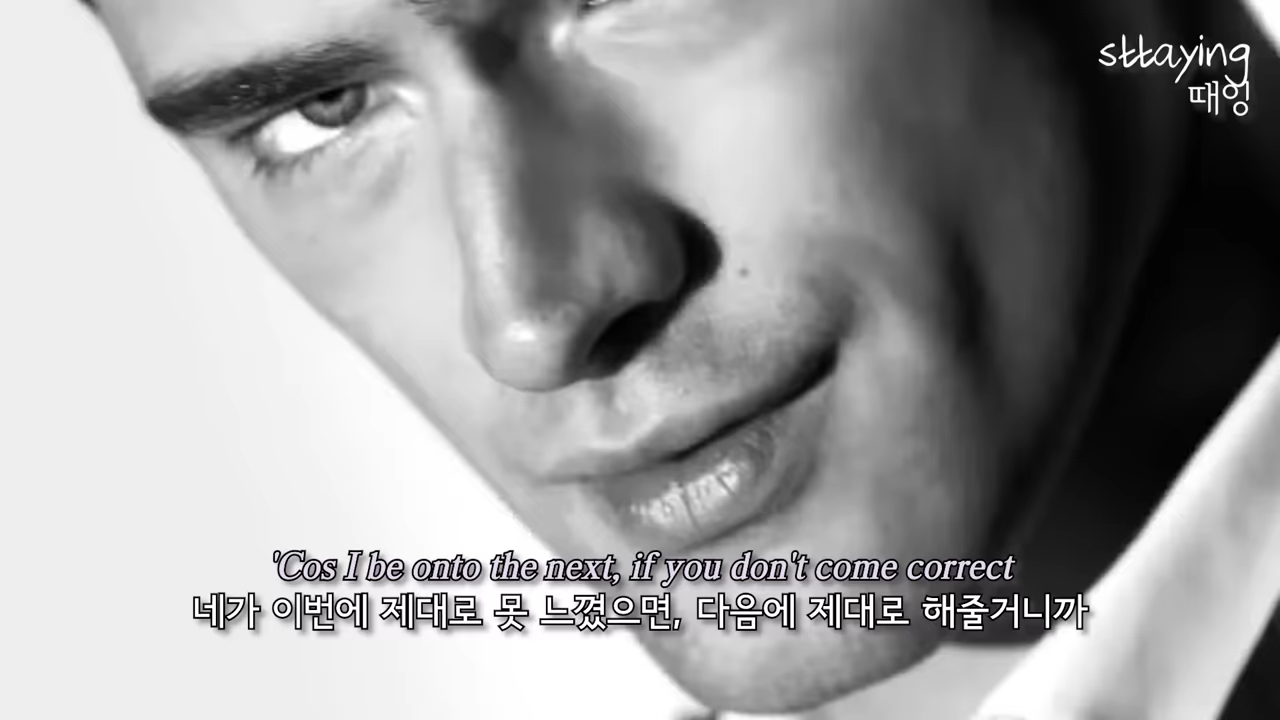 sttaying
때잉
'Cos I be onto the next, if you don't come correct
네가 이번에 제대로 못 느꼈으면, 다음에 제대로 해줄거니까